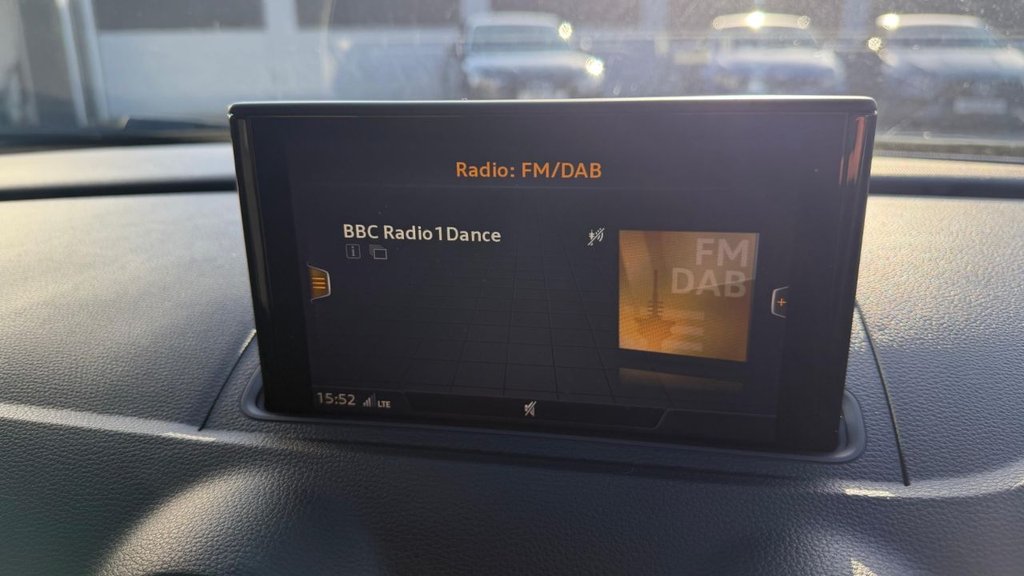 Radio: FM/DAB
BBC Radio1Dance
i
FM
DAB
+
15:52 LTE